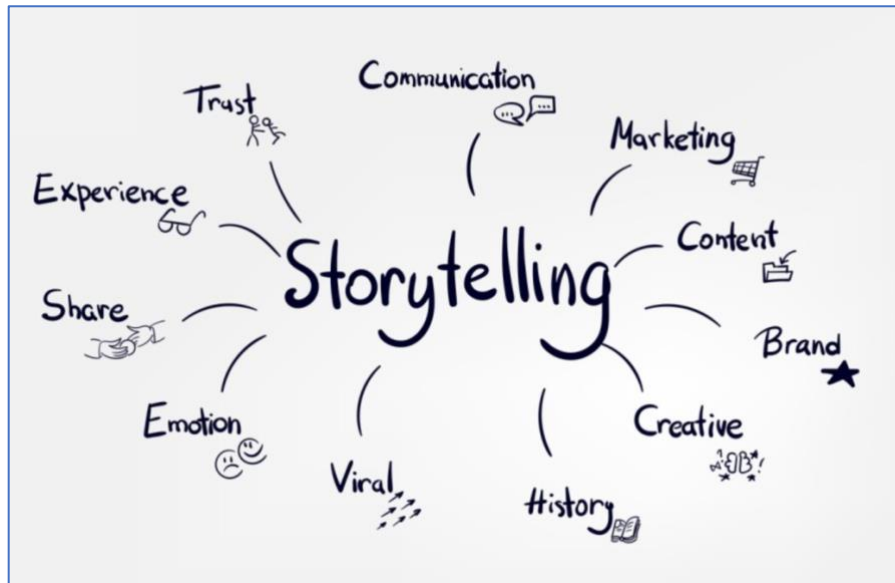 Communication
Trust
Marketing
Experience
Content
Storytelling
Share
Brand
Emotion
Creative
Viral
History